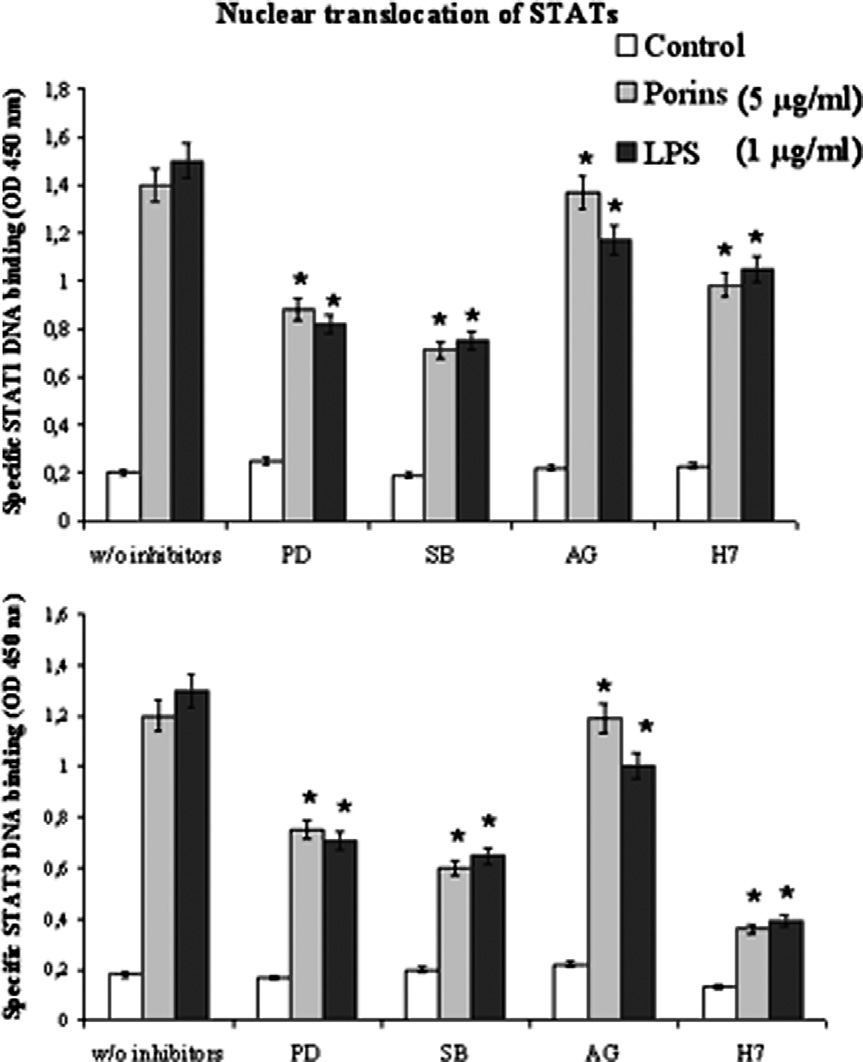 Nuclear translocation of STATs
Control
Porins (5 µg/ml)
LPS (1 µg/ml)
Specific STAT1 DNA binding (OD 450 nm)
1,8
1,6
1,4
1,2
1
0,8
0,6
0,4
0,2
0
* * * * * * * *
w/o inhibitors PD SB AG H7
Specific STAT3 DNA binding (OD 450 nm)
1,6
1,4
1,2
1
0,8
0,6
0,4
0,2
0
* * * * * * * *
w/o inhibitors PD SB AG H7